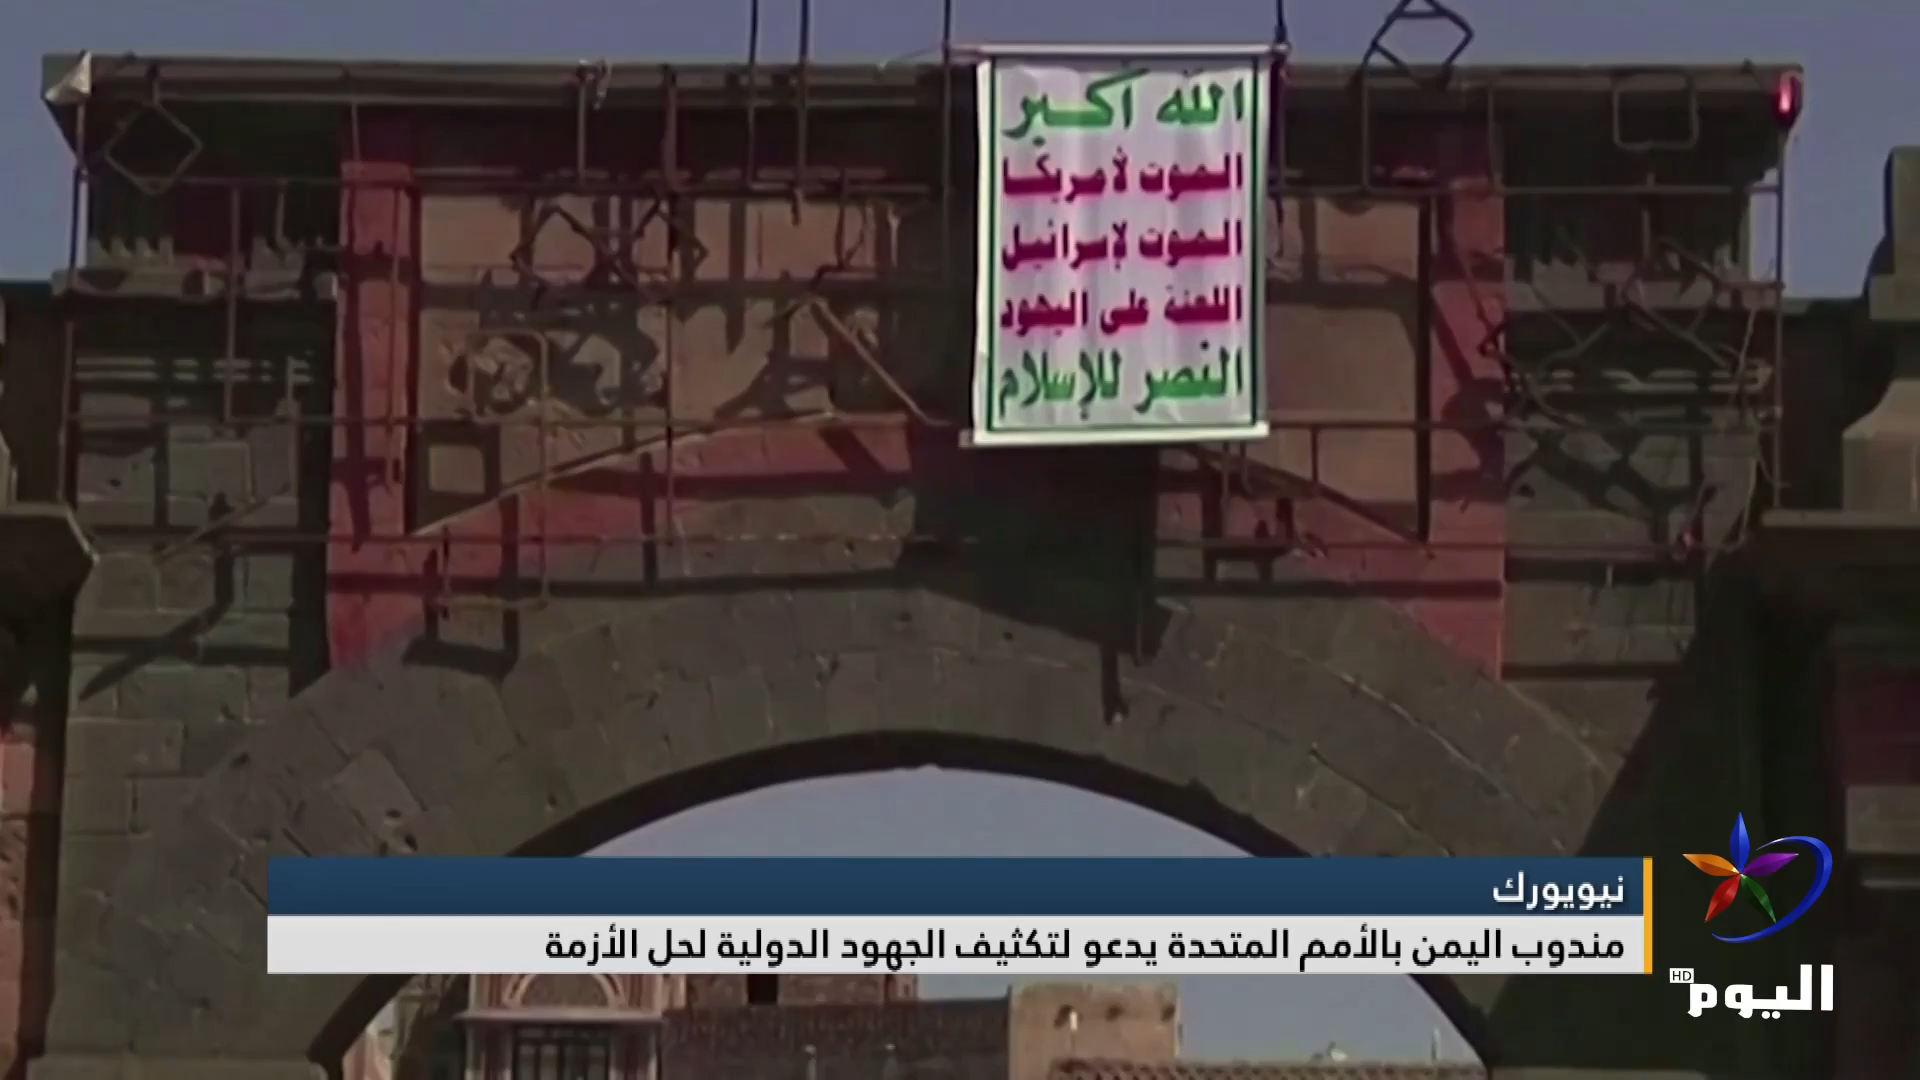 الله أكبر
الموت لأمريكا
الموت لإسرائيل
اللعنة على اليهود
النصر للإسلام
نيويورك
مندوب اليمن بالأمم المتحدة يدعو لتكثيف الجهود الدولية لحل الأزمة
HD
اليوم